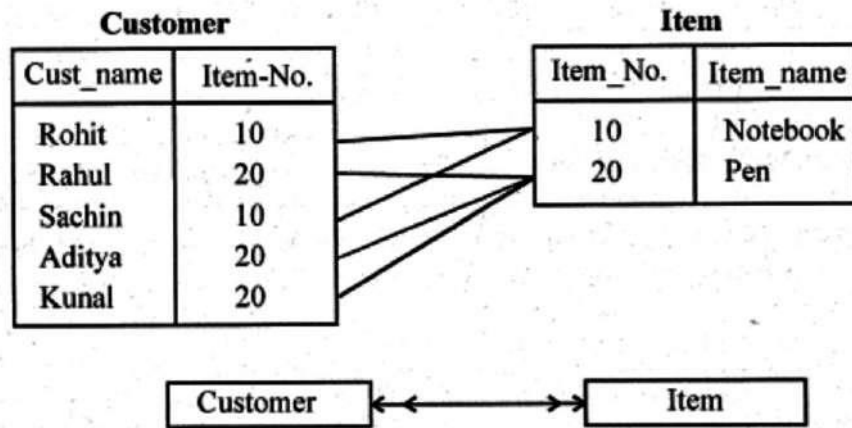 Customer Item
Cust_name Item-No. Item_No. Item_name
Rohit 10 10 Notebook
Rahul 20 20 Pen
Sachin 10
Aditya 20
Kunal 20
Customer Item